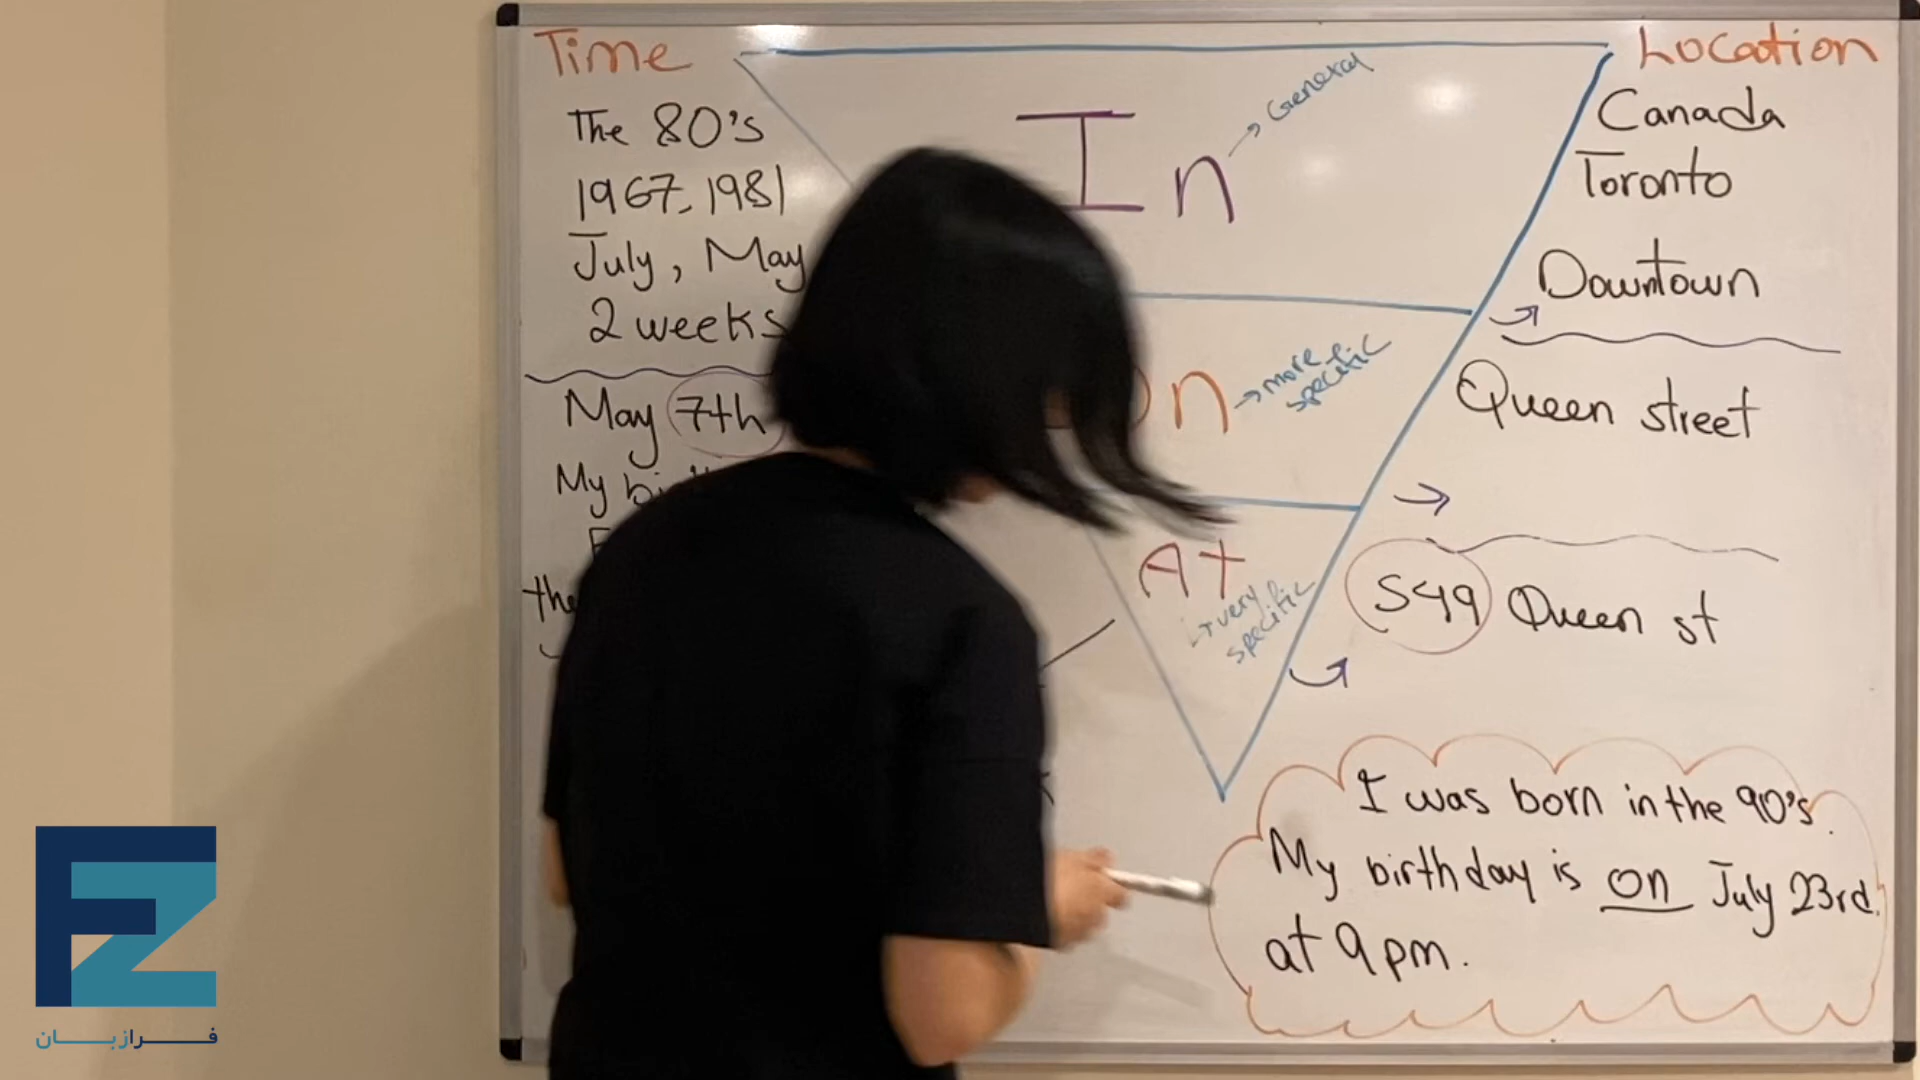 Time
The 80's
1967-1981
July, May
2 weeks
May 7th
My
the
In
→ General
n
→ more
specific
At
↳ very
specific
Location
Canada
Toronto
Downtown
Queen street
549 Queen st
I was born in the 90's.
My birthday is on July 23rd.
at 9pm.
FZ
فرازبان